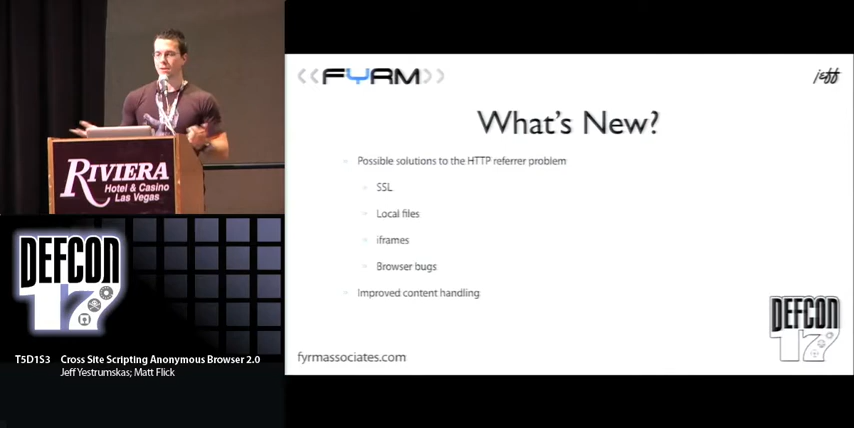 RIVIERA
Hotel & Casino
Las Vegas
DEFCON
17
T5D1S3 Cross Site Scripting Anonymous Browser 2.0
Jeff Yestrumskas; Matt Flick
((FYRM))
jeff
What's New?
Possible solutions to the HTTP referrer problem
SSL
Local files
iframes
Browser bugs
Improved content handling
fyrmassociates.com
DEFCON
17